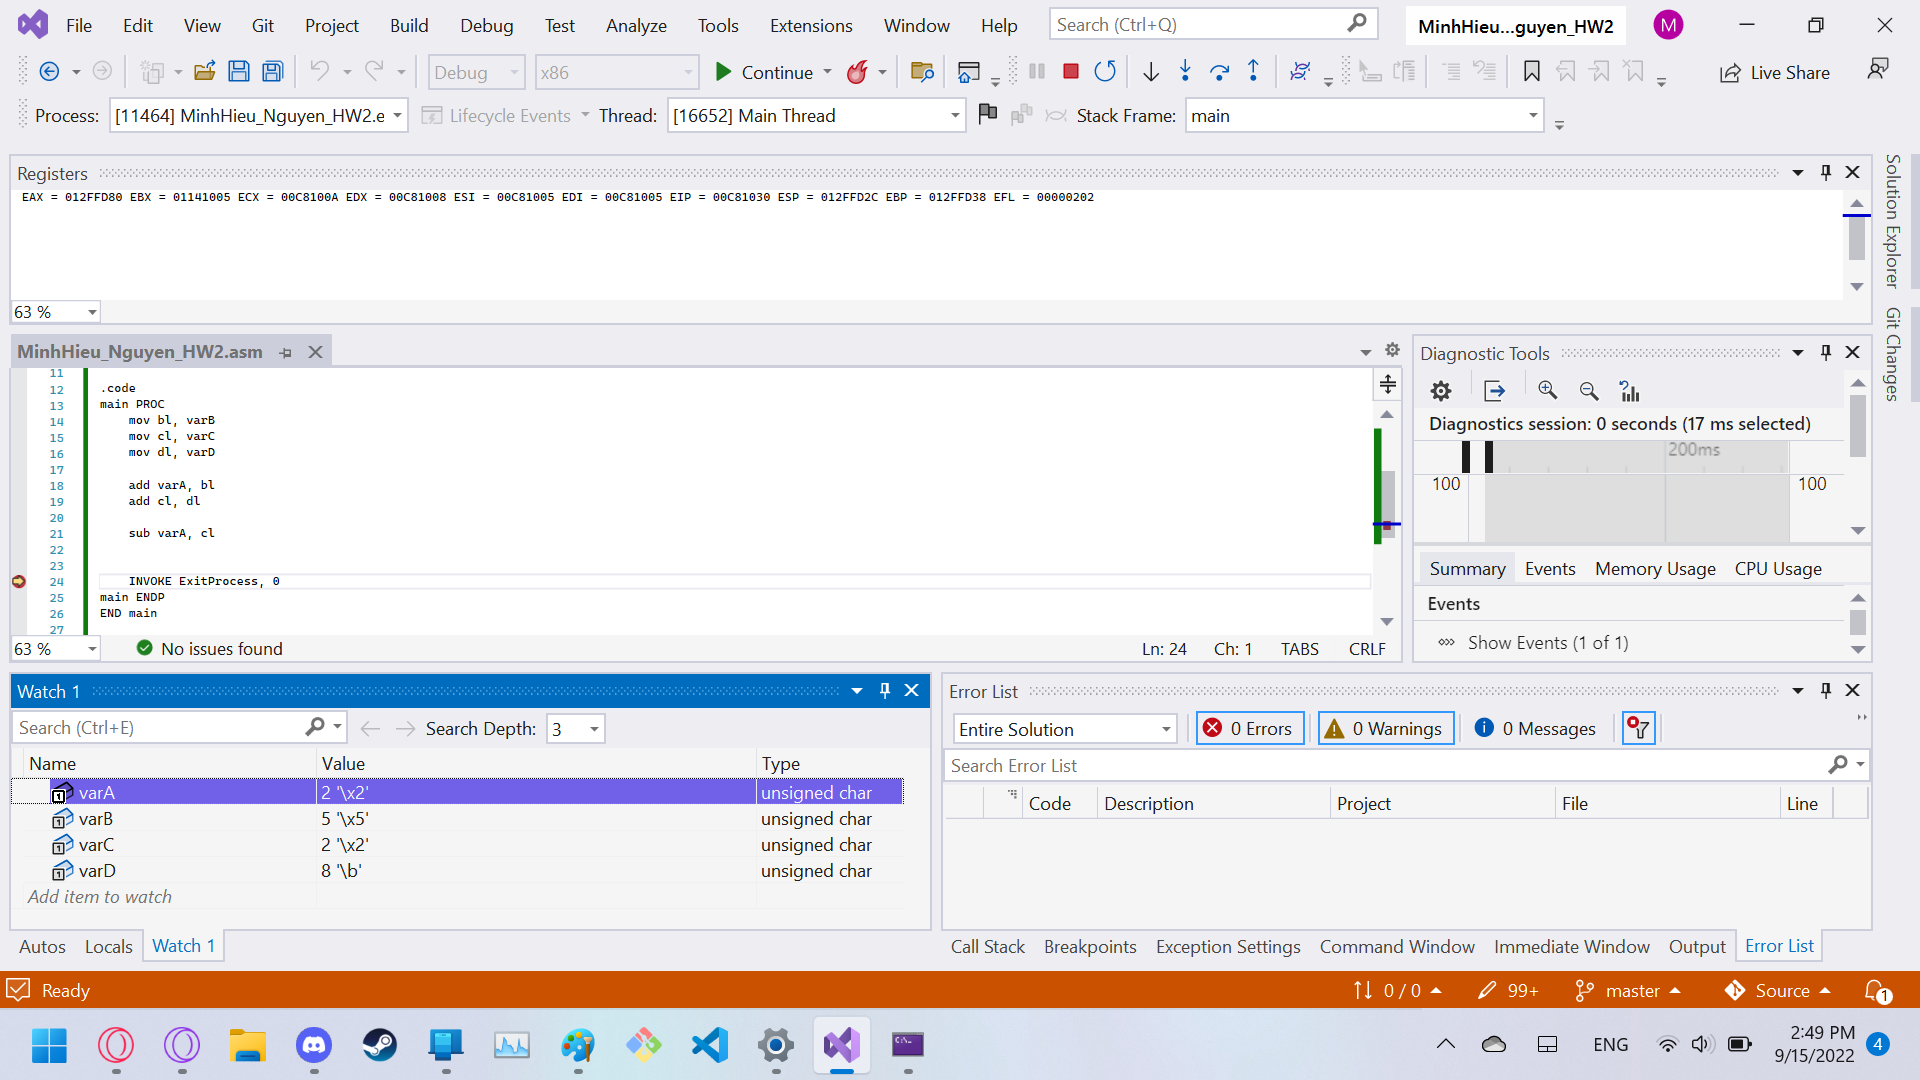 File Edit View Git Project Build Debug Test Analyze Tools Extensions Window Help Search (Ctrl+Q) MinhHieu...guyen_HW2 M
Debug x86 Continue Live Share
Process: [11464] MinhHieu_Nguyen_HW2.e Lifecycle Events Thread: [16652] Main Thread Stack Frame: main
Registers
EAX = 012FFD80 EBX = 01141005 ECX = 00C8100A EDX = 00C81008 ESI = 00C81005 EDI = 00C81005 EIP = 00C81030 ESP = 012FFD2C EBP = 012FFD38 EFL = 00000202
63 %
Solution Explorer
Git Changes
MinhHieu_Nguyen_HW2.asm
11
12 .code
13 main PROC
14 mov bl, varB
15 mov cl, varC
16 mov dl, varD
17
18 add varA, bl
19 add cl, dl
20
21 sub varA, cl
22
23
24 INVOKE ExitProcess, 0
25 main ENDP
26 END main
27
63 % No issues found Ln: 24 Ch: 1 TABS CRLF
Diagnostic Tools
Diagnostics session: 0 seconds (17 ms selected)
200ms
100 100
Summary Events Memory Usage CPU Usage
Events
Show Events (1 of 1)
Watch 1
Search (Ctrl+E) Search Depth: 3
Name Value Type
varA 2 '\x2' unsigned char
varB 5 '\x5' unsigned char
varC 2 '\x2' unsigned char
varD 8 '\b' unsigned char
Add item to watch
Autos Locals Watch 1
Error List
Entire Solution 0 Errors 0 Warnings 0 Messages
Search Error List
Code Description Project File Line
Call Stack Breakpoints Exception Settings Command Window Immediate Window Output Error List
Ready 0 / 0 99+ master Source 1
ENG 2:49 PM 4
9/15/2022